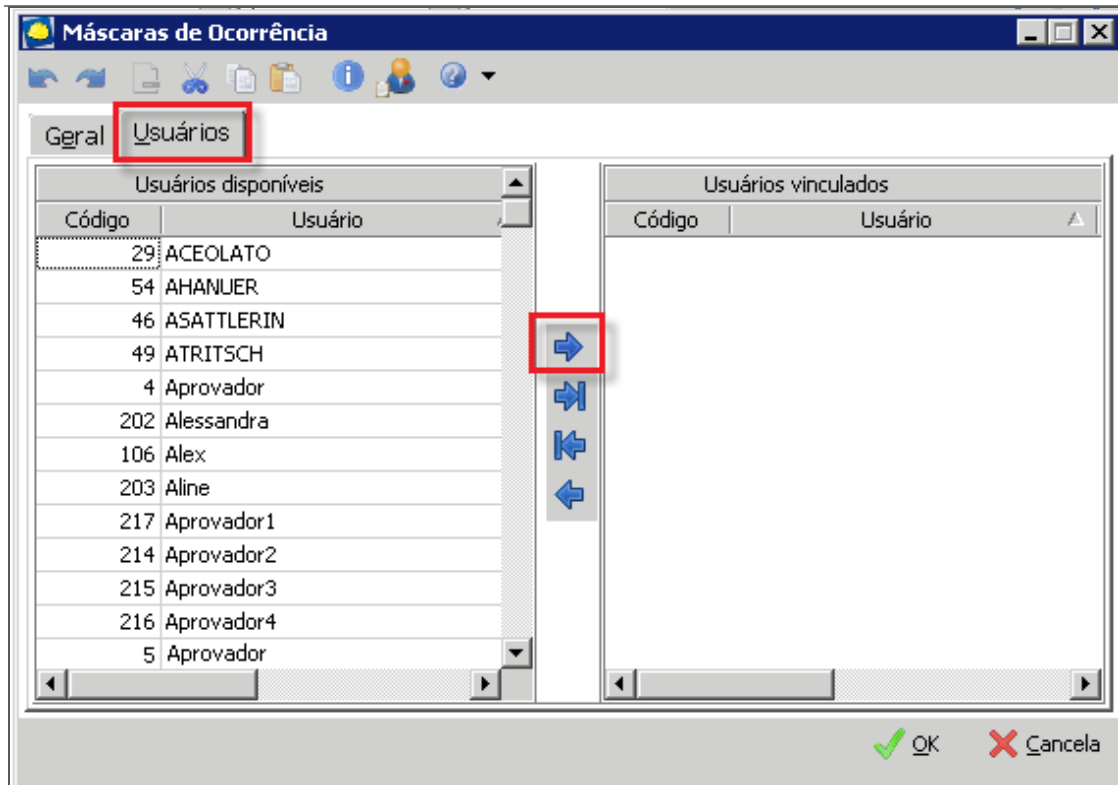 Máscaras de Ocorrência
Geral Usuários
Usuários disponíveis
Código Usuário
29 ACEOLATO
54 AHANUER
46 ASATTLERIN
49 ATRITSCH
4 Aprovador
202 Alessandra
106 Alex
203 Aline
217 Aprovador1
214 Aprovador2
215 Aprovador3
216 Aprovador4
5 Aprovador
Usuários vinculados
Código Usuário
OK Cancela